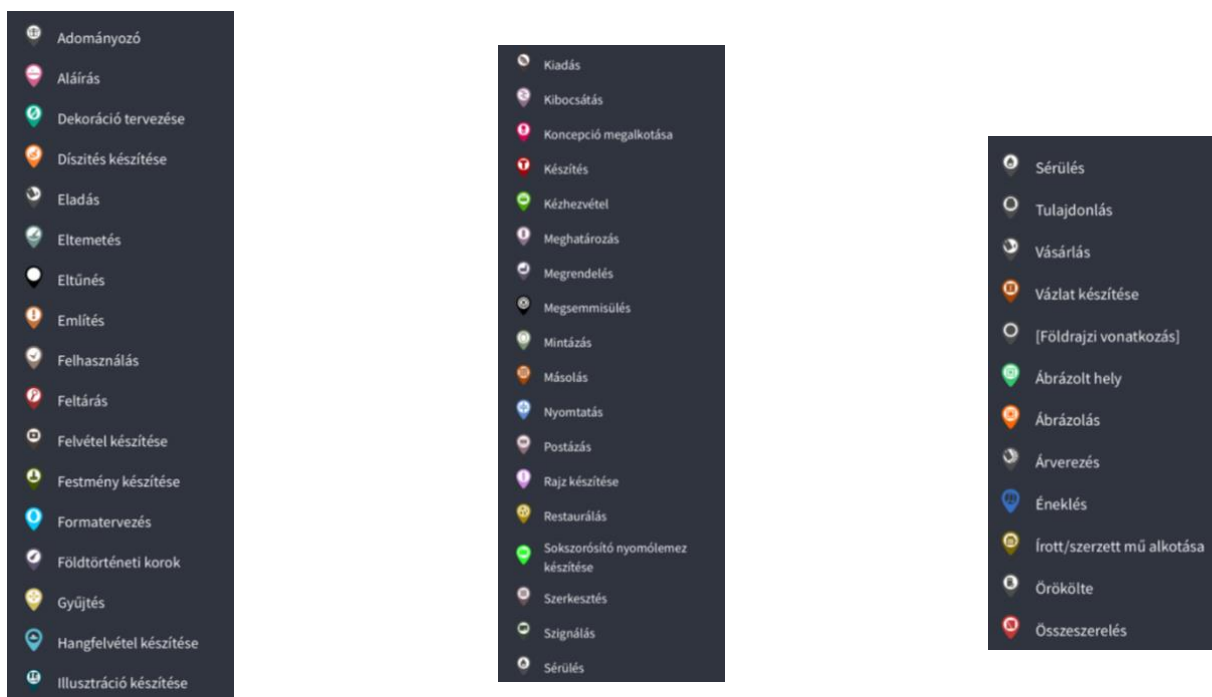 Adományozó
Aláírás
Dekoráció tervezése
Díszités készítése
Eladás
Eltemetés
Eltűnés
Említés
Felhasználás
Feltárás
Felvétel készítése
Festmény készítése
Formatervezés
Földtörténeti korok
Gyűjtés
Hangfelvétel készítése
Illusztráció készítése
Kiadás
Kibocsátás
Koncepció megalkotása
Készítés
Kézhezvétel
Meghatározás
Megrendelés
Megsemmisülés
Mintázás
Másolás
Nyomtatás
Postázás
Rajz készítése
Restaurálás
Sokszorósító nyomólemez
készítése
Szerkesztés
Szignálás
Sérülés
Sérülés
Tulajdonlás
Vásárlás
Vázlat készítése
[Földrajzi vonatkozás]
Ábrázolt hely
Ábrázolás
Árverezés
Éneklés
Írott/szerzett mű alkotása
Örökölte
Összeszerelés